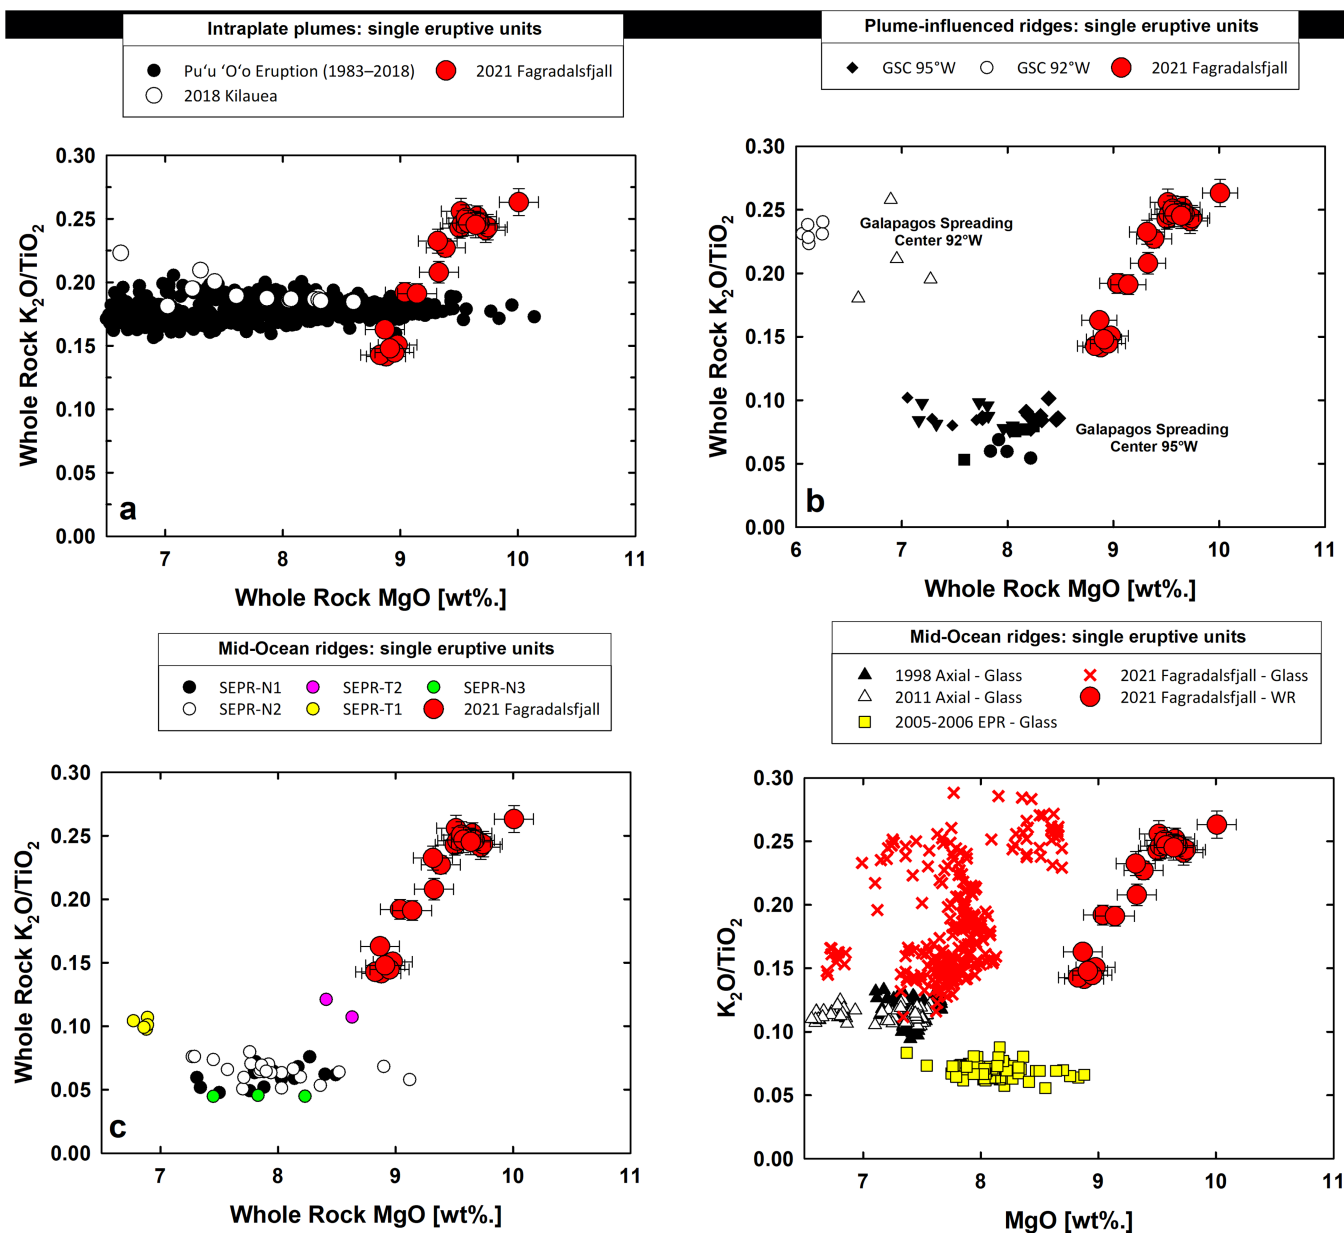 Intraplate plumes: single eruptive units
Pu‘u ‘O‘o Eruption (1983–2018)
2021 Fagradalsfjall
2018 Kilauea
0.30
0.25
0.20
0.15
0.10
0.05
0.00
Whole Rock K2O/TiO2
a
7
8
9
10
11
Whole Rock MgO [wt%.]
Plume-influenced ridges: single eruptive units
GSC 95°W
GSC 92°W
2021 Fagradalsfjall
0.30
0.25
0.20
0.15
0.10
0.05
0.00
Whole Rock K2O/TiO2
Galapagos Spreading
Center 92°W
Galapagos Spreading
Center 95°W
b
6
7
8
9
10
11
Whole Rock MgO [wt%.]
Mid-Ocean ridges: single eruptive units
SEPR-N1
SEPR-T2
SEPR-N3
SEPR-N2
SEPR-T1
2021 Fagradalsfjall
0.30
0.25
0.20
0.15
0.10
0.05
0.00
Whole Rock K2O/TiO2
c
7
8
9
10
11
Whole Rock MgO [wt%.]
Mid-Ocean ridges: single eruptive units
1998 Axial - Glass
2021 Fagradalsfjall - Glass
2011 Axial - Glass
2021 Fagradalsfjall - WR
2005-2006 EPR - Glass
0.30
0.25
0.20
0.15
0.10
0.05
0.00
K2O/TiO2
7
8
9
10
11
MgO [wt%.]